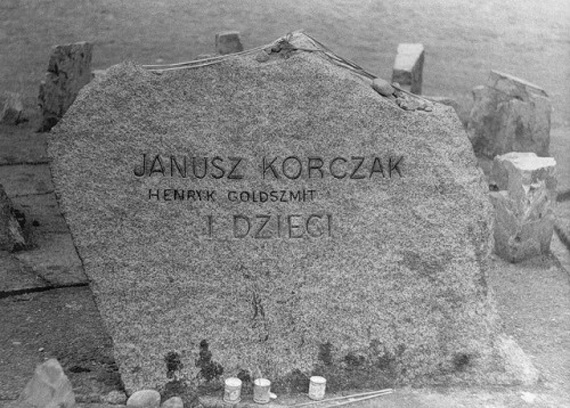 JANUSZ KORCZAK
HENRYK GOLDSZMIT
I DZIECI